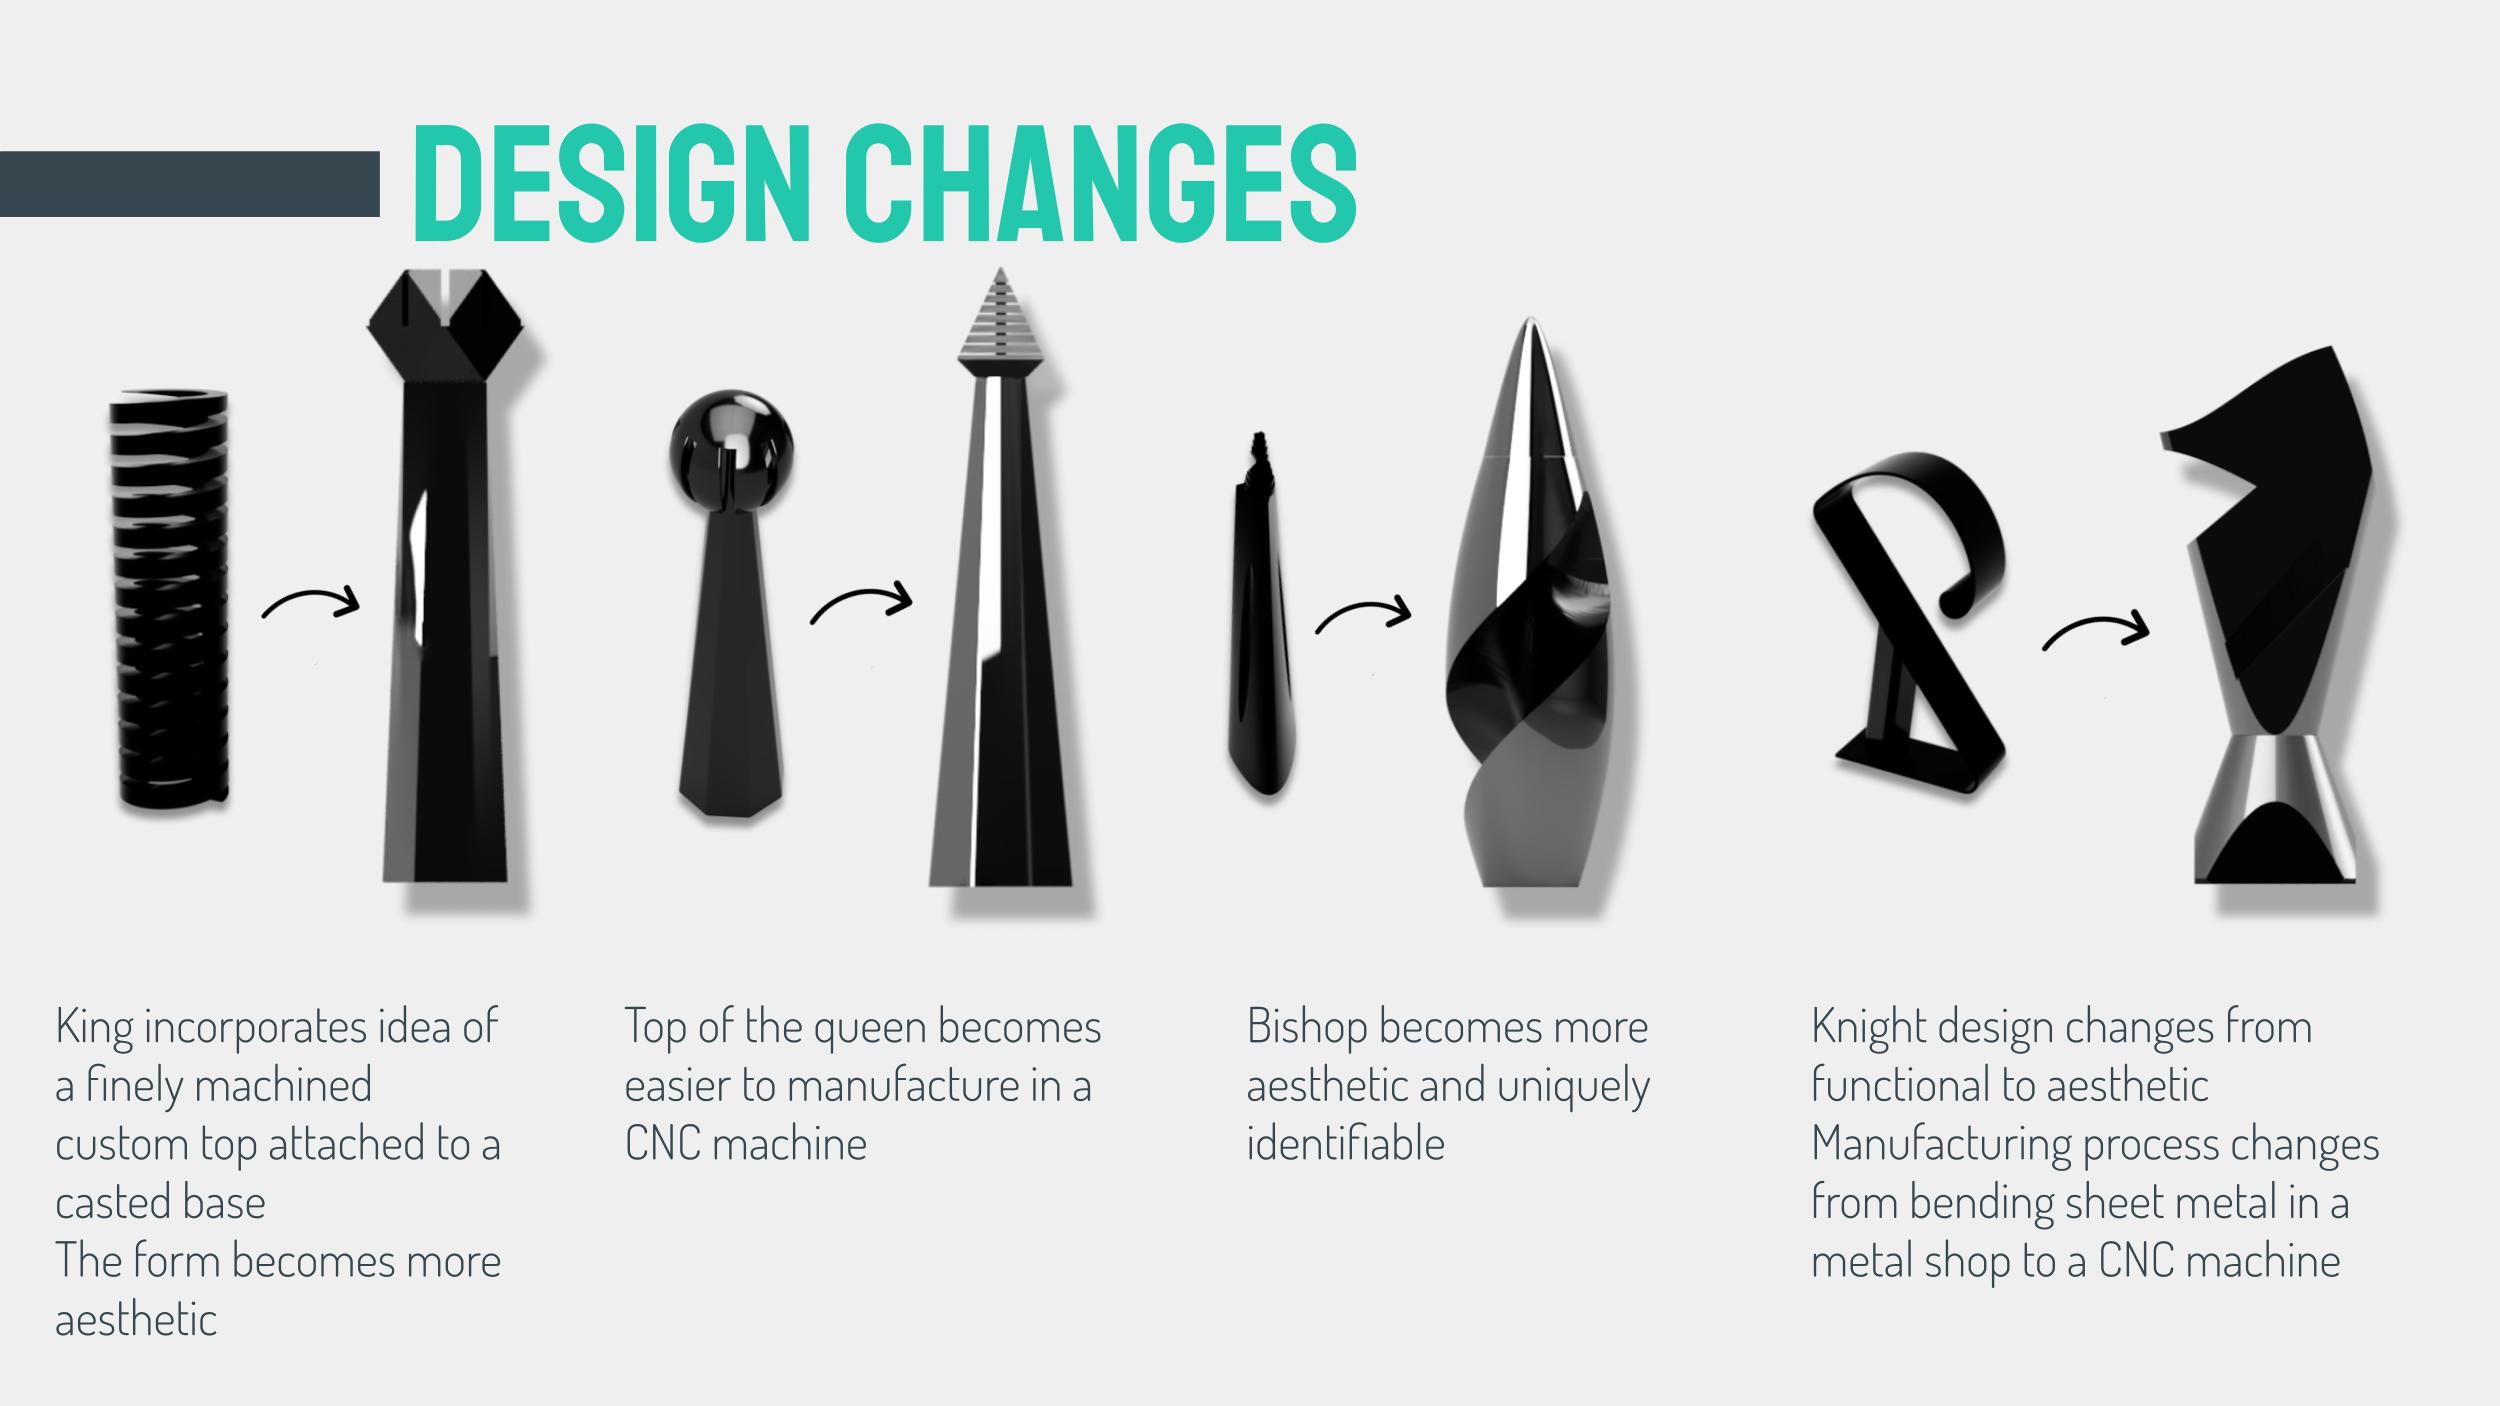 DESIGN CHANGES
King incorporates idea of
a finely machined
custom top attached to a
casted base
The form becomes more
aesthetic
Top of the queen becomes
easier to manufacture in a
CNC machine
Bishop becomes more
aesthetic and uniquely
identifiable
Knight design changes from
functional to aesthetic
Manufacturing process changes
from bending sheet metal in a
metal shop to a CNC machine